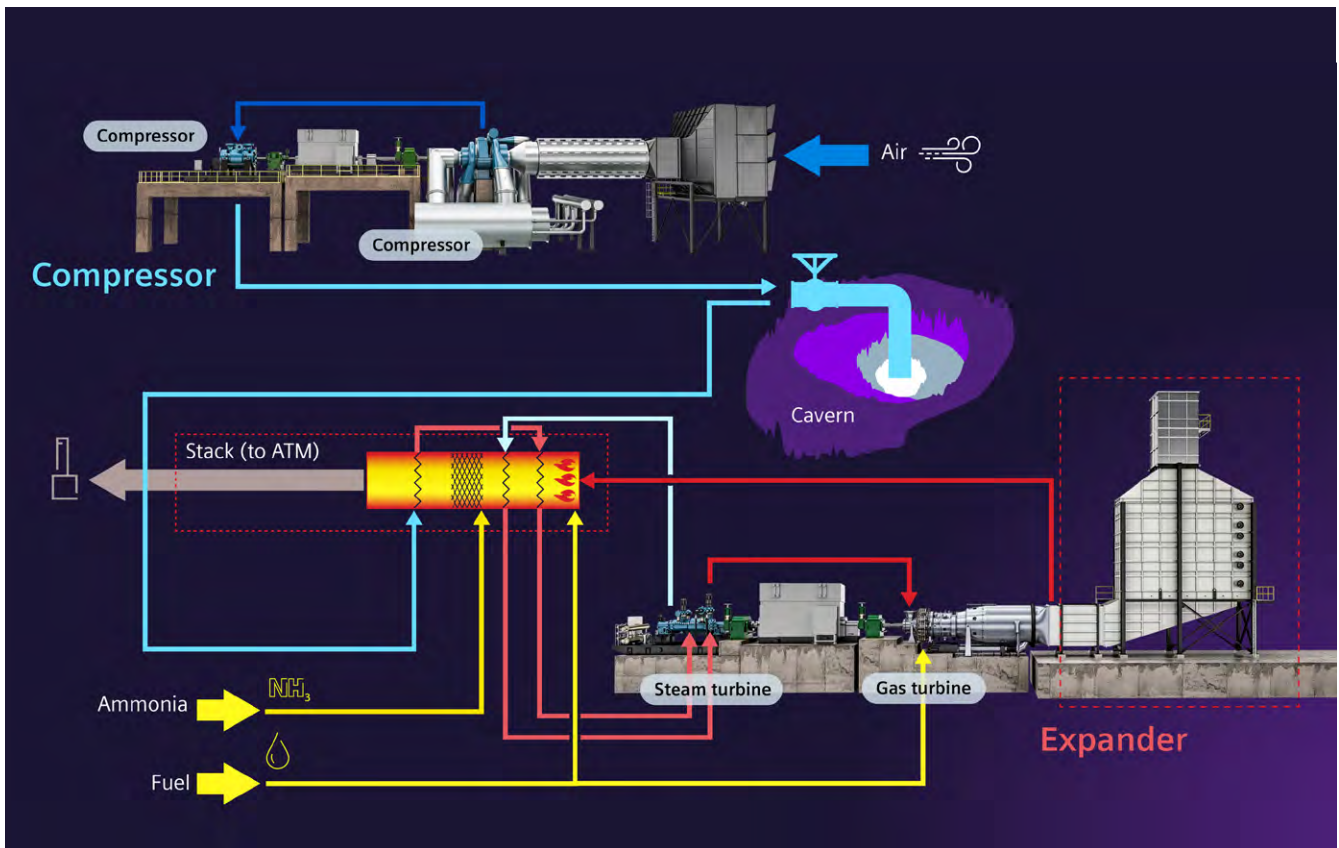 Compressor
Air
Compressor
Compressor
Cavern
Stack (to ATM)
Steam turbine
Gas turbine
Ammonia
NH₃
Expander
Fuel